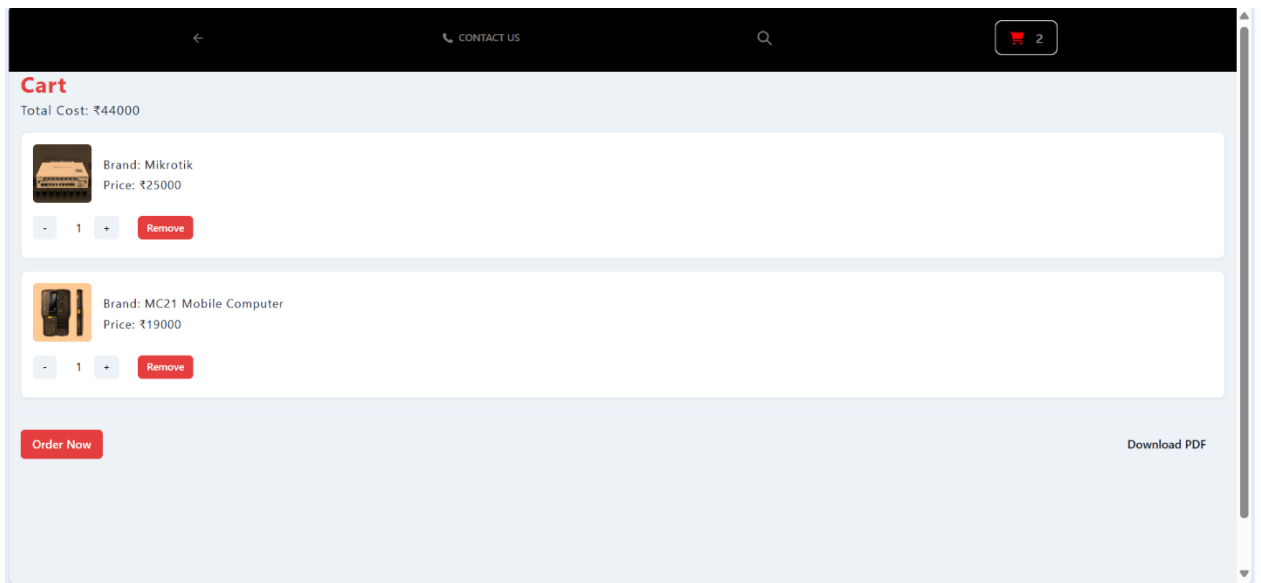 CONTACT US
2
Cart
Total Cost: ₹44000
Brand: Mikrotik
Price: ₹25000
- 1 + Remove
Brand: MC21 Mobile Computer
Price: ₹19000
- 1 + Remove
Order Now
Download PDF